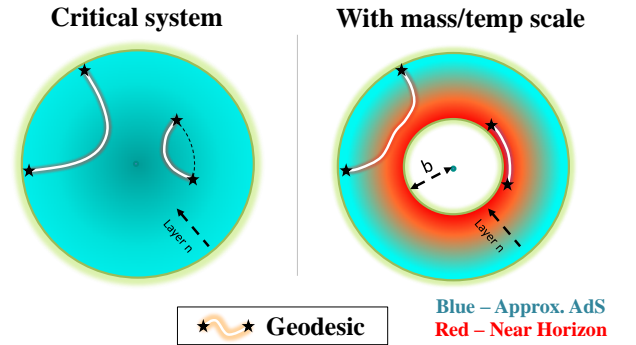 Critical system
With mass/temp scale
b
Layer n
Layer n
Geodesic
Blue – Approx. AdS
Red – Near Horizon